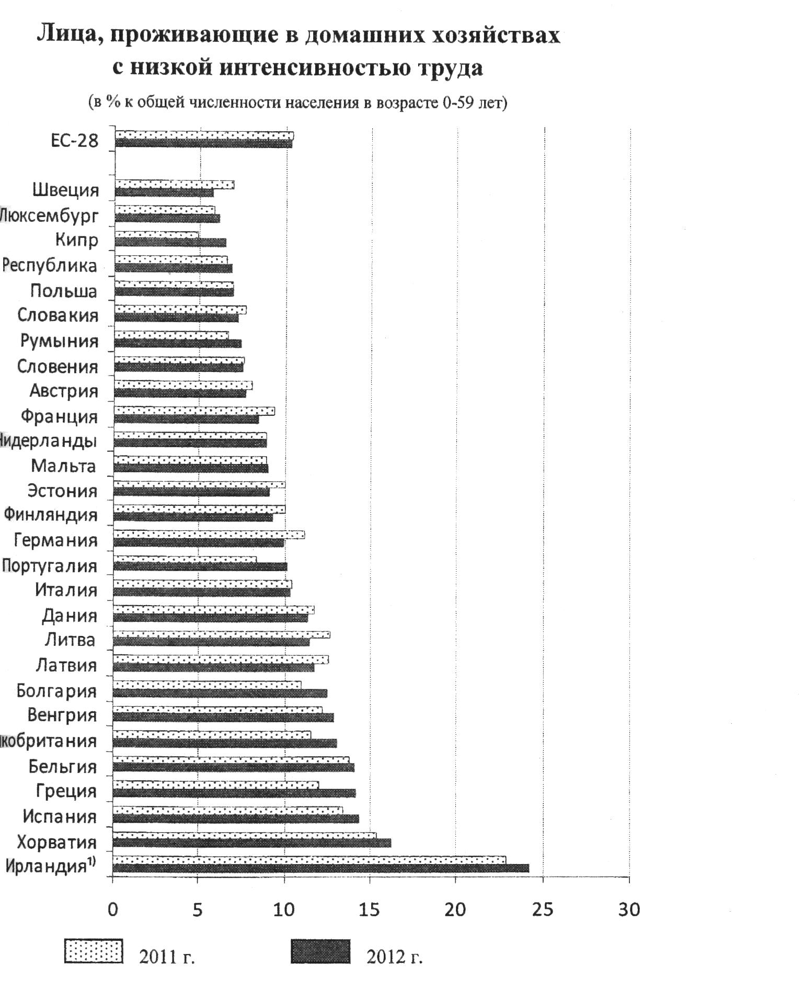 Лица, проживающие в домашних хозяйствах
с низкой интенсивностью труда
(в % к общей численности населения в возрасте 0-59 лет)
ЕС-28
Швеция
Люксембург
Кипр
Республика
Польша
Словакия
Румыния
Словения
Австрия
Франция
Нидерланды
Мальта
Эстония
Финляндия
Германия
Португалия
Италия
Дания
Литва
Латвия
Болгария
Венгрия
кобритания
Бельгия
Греция
Испания
Хорватия
Ирландия¹⁾
0 5 10 15 20 25 30
2011 г. 2012 г.